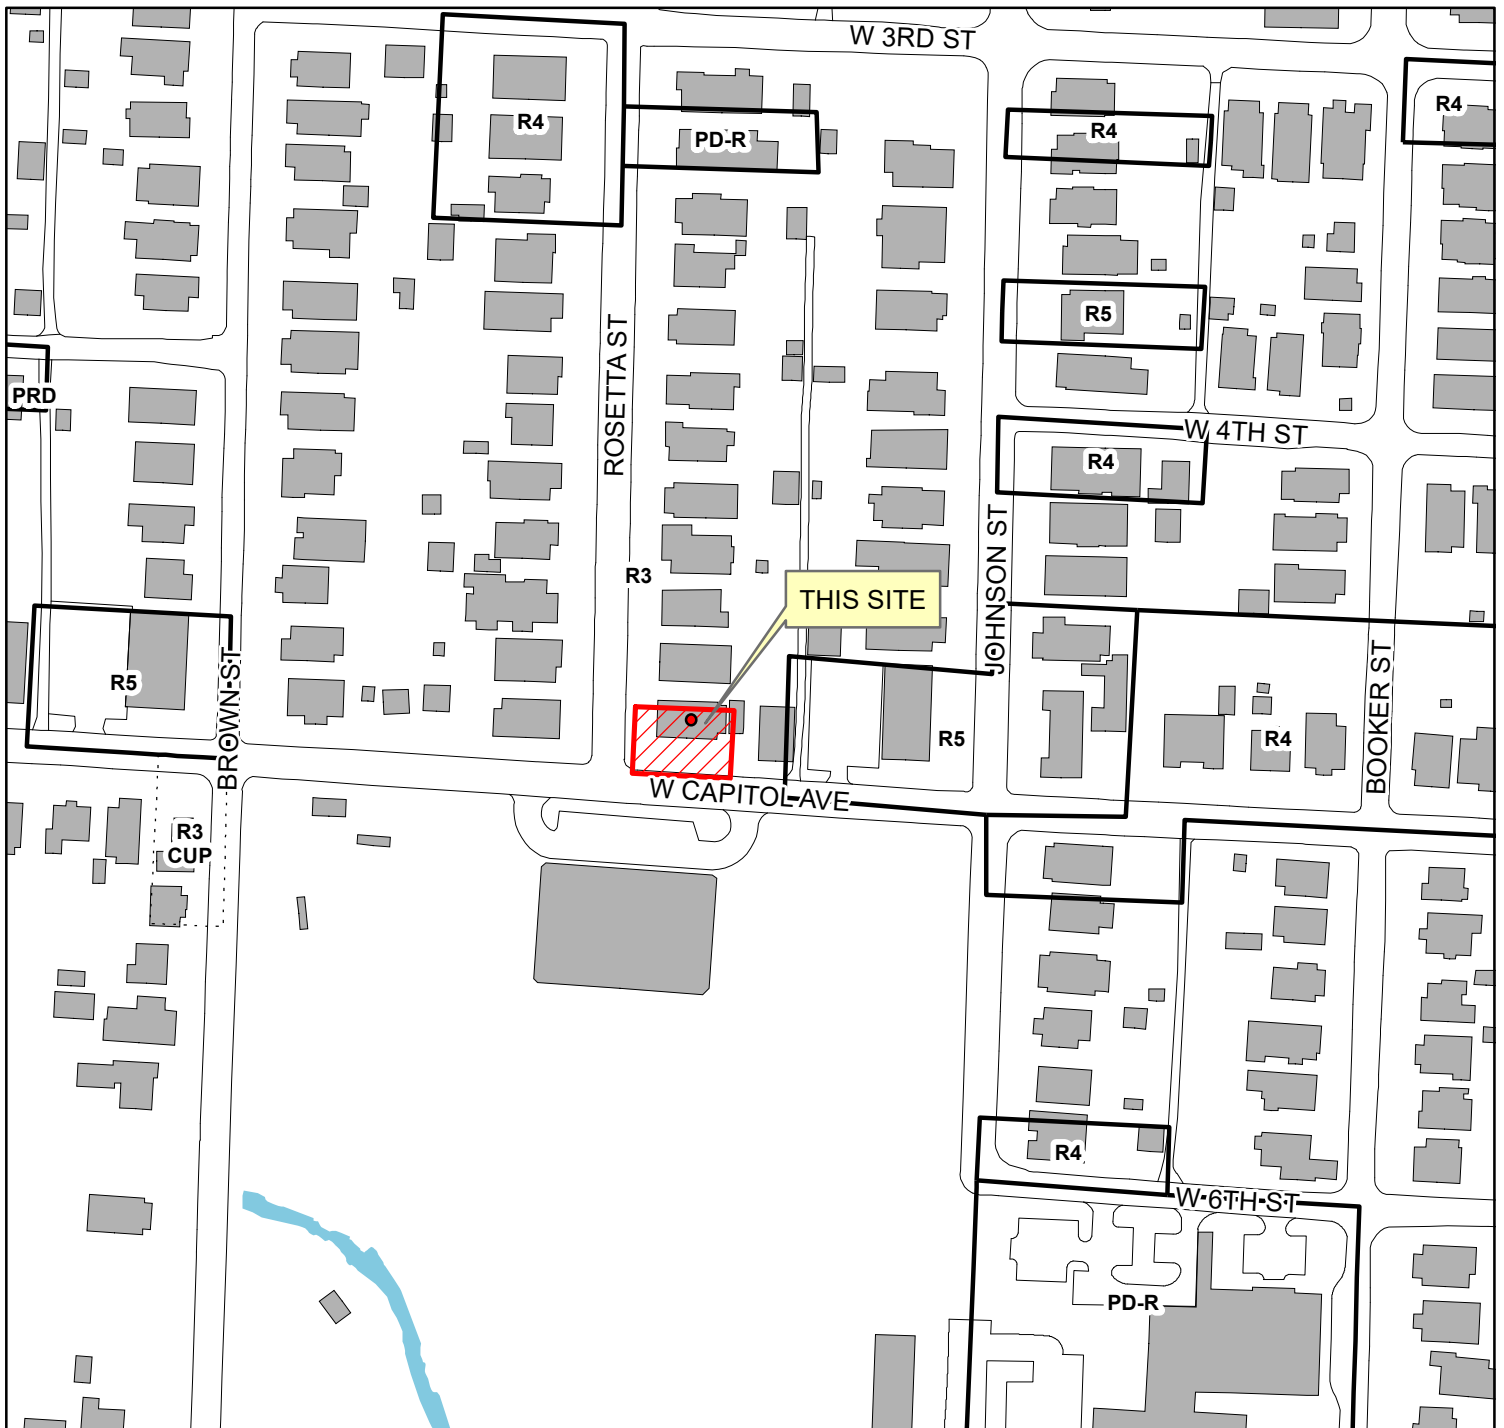 W 3RD ST
R4
R4
PD-R
R4
R5
ROSETTA ST
PRD
W 4TH ST
R4
JOHNSON ST
R3
THIS SITE
BROWN ST
R5
BOOKER ST
R5
R4
W CAPITOL AVE
R3
CUP
R4
W 6TH ST
PD-R